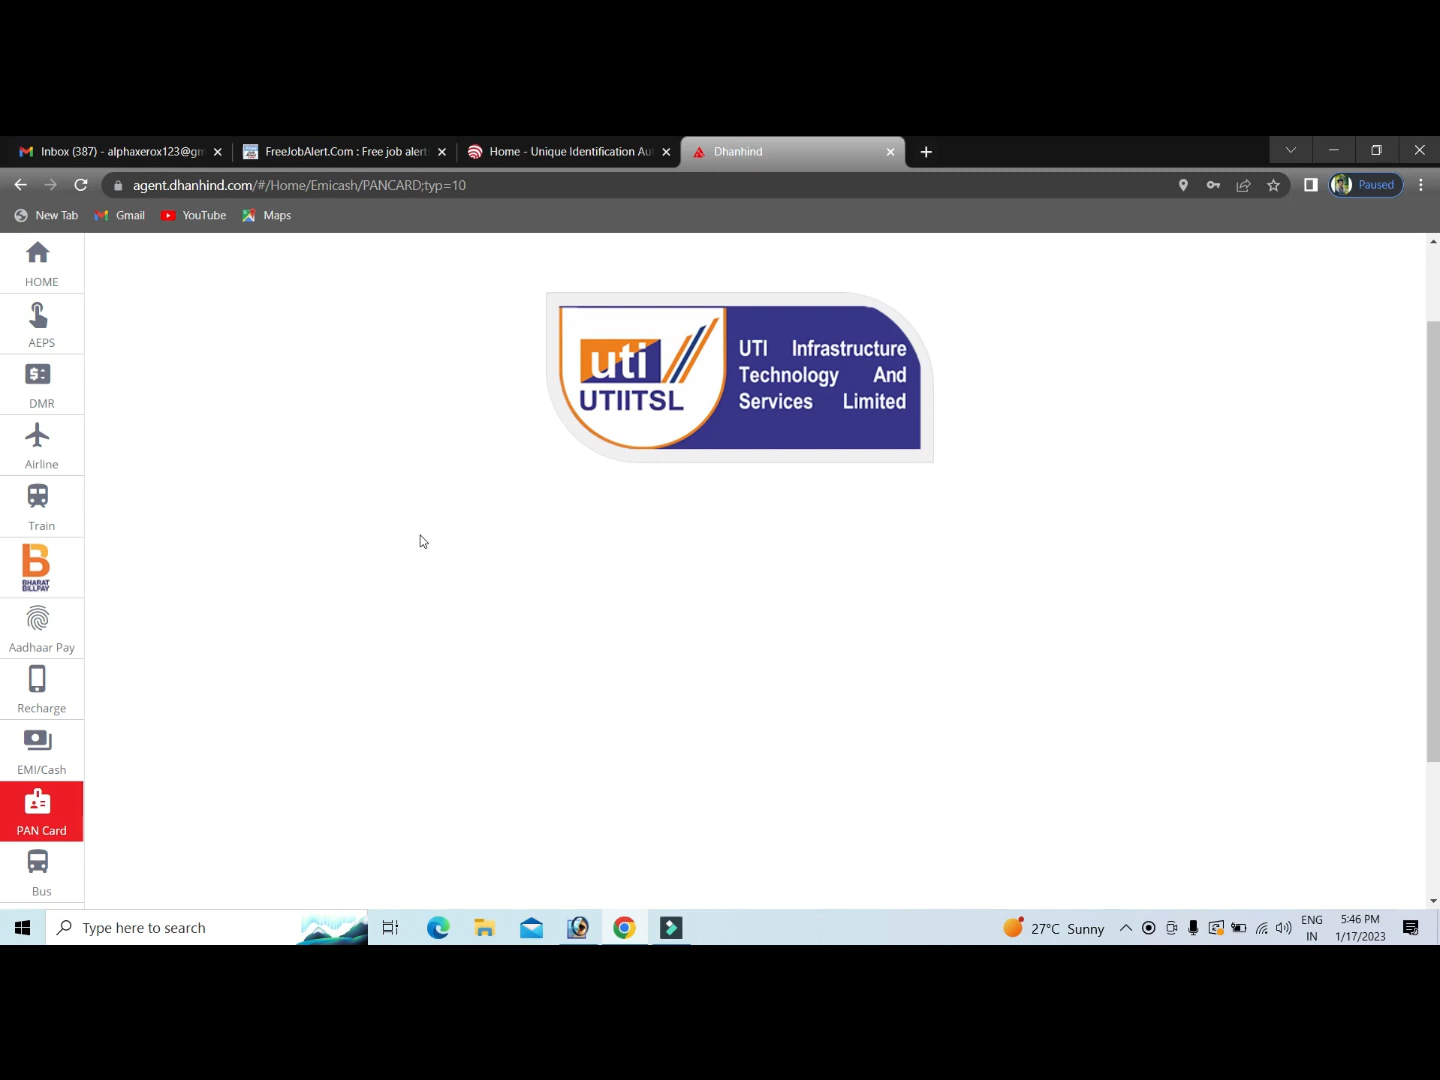 Inbox (387) - alphaxerox123@gm
FreeJobAlert.Com : Free job alert
Home - Unique Identification Au
Dhanhind
agent.dhanhind.com/#/Home/Emicash/PANCARD;typ=10
Paused
New Tab
Gmail
YouTube
Maps
HOME
AEPS
DMR
Airline
Train
B
BHARAT
BILLPAY
Aadhaar Pay
Recharge
EMI/Cash
PAN Card
Bus
uti
UTIITSL
UTI Infrastructure
Technology And
Services Limited
Type here to search
27°C Sunny
ENG
IN
5:46 PM
1/17/2023